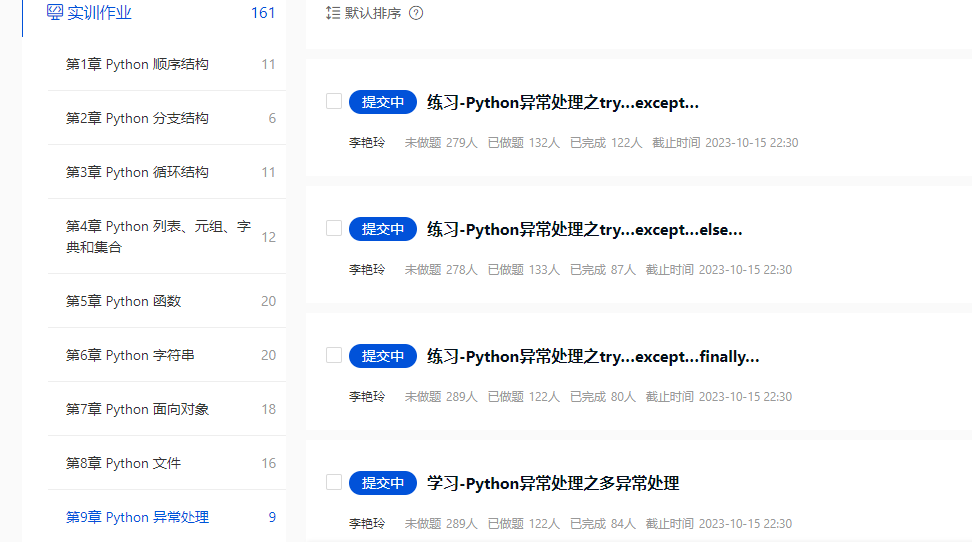 实训作业 161
第1章 Python 顺序结构 11
第2章 Python 分支结构 6
第3章 Python 循环结构 11
第4章 Python 列表、元组、字
典和集合 12
第5章 Python 函数 20
第6章 Python 字符串 20
第7章 Python 面向对象 18
第8章 Python 文件 16
第9章 Python 异常处理 9
默认排序 ?
提交中 练习-Python异常处理之try...except...
李艳玲 未做题 279人 已做题 132人 已完成 122人 截止时间 2023-10-15 22:30
提交中 练习-Python异常处理之try...except...else...
李艳玲 未做题 278人 已做题 133人 已完成 87人 截止时间 2023-10-15 22:30
提交中 练习-Python异常处理之try...except...finally...
李艳玲 未做题 289人 已做题 122人 已完成 80人 截止时间 2023-10-15 22:30
提交中 学习-Python异常处理之多异常处理
李艳玲 未做题 289人 已做题 122人 已完成 84人 截止时间 2023-10-15 22:30